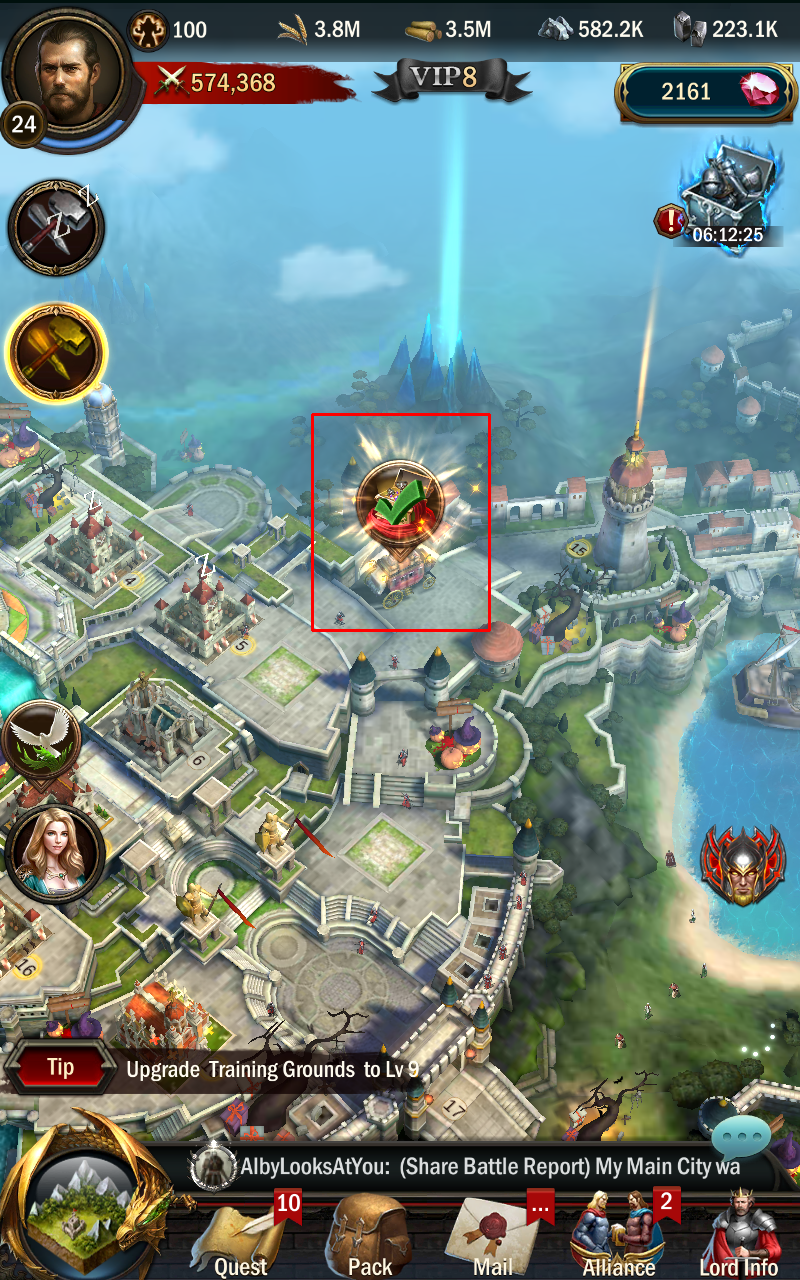 100
3.8M
3.5M
582.2K
223.1K
574,368
VIP8
2161
24
06:12:25
Z
Z
Z
4
Z
5
15
6
16
Tip
Upgrade Training Grounds to Lv 9
17
AlbyLooksAtYou: (Share Battle Report) My Main City wa
10
...
2
Quest
Pack
Mail
Alliance
Lord Info